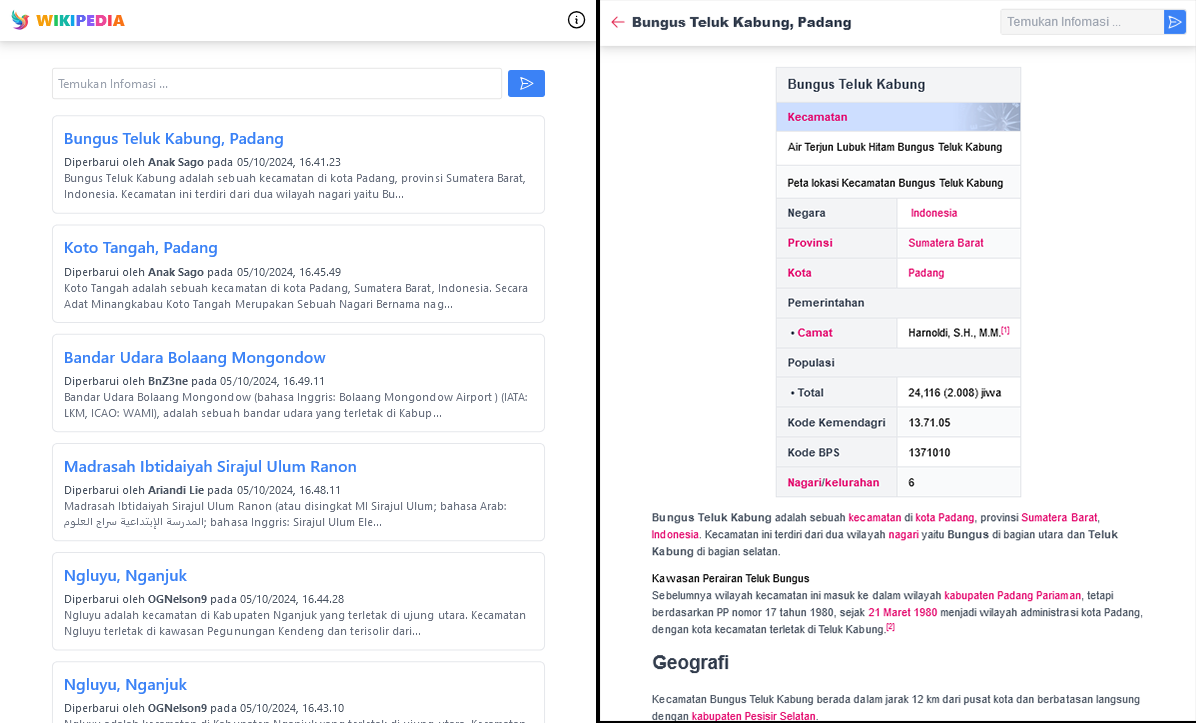 WIKIPEDIA
Temukan Infomasi ...
Bungus Teluk Kabung, Padang
Diperbarui oleh Anak Sago pada 05/10/2024, 16.41.23
Bungus Teluk Kabung adalah sebuah kecamatan di kota Padang, provinsi Sumatera Barat,
Indonesia. Kecamatan ini terdiri dari dua wilayah nagari yaitu Bu...
Koto Tangah, Padang
Diperbarui oleh Anak Sago pada 05/10/2024, 16.45.49
Koto Tangah adalah sebuah kecamatan di kota Padang, Sumatera Barat, Indonesia. Secara
Adat Minangkabau Koto Tangah Merupakan Sebuah Nagari Bernama nag...
Bandar Udara Bolaang Mongondow
Diperbarui oleh BnZ3ne pada 05/10/2024, 16.49.11
Bandar Udara Bolaang Mongondow (bahasa Inggris: Bolaang Mongondow Airport ) (IATA:
LKM, ICAO: WAMI), adalah sebuah bandar udara yang terletak di Kabup...
Madrasah Ibtidaiyah Sirajul Ulum Ranon
Diperbarui oleh Ariandi Lie pada 05/10/2024, 16.48.11
Madrasah Ibtidaiyah Sirajul Ulum Ranon (atau disingkat MI Sirajul Ulum; bahasa Arab:
المدرسة الإبتداعية سراج العلوم; bahasa Inggris: Sirajul Ulum Ele...
Ngluyu, Nganjuk
Diperbarui oleh OGNelson9 pada 05/10/2024, 16.44.28
Ngluyu adalah kecamatan di Kabupaten Nganjuk yang terletak di ujung utara. Kecamatan
Ngluyu terletak di kawasan Pegunungan Kendeng dan terisolir dari...
Ngluyu, Nganjuk
Diperbarui oleh OGNelson9 pada 05/10/2024, 16.43.10
Ngluyu adalah kecamatan di Kabupaten Nganjuk yang terletak di ujung utara. Kecamatan
Bungus Teluk Kabung, Padang
Temukan Infomasi ...
Bungus Teluk Kabung
Kecamatan
Air Terjun Lubuk Hitam Bungus Teluk Kabung
Peta lokasi Kecamatan Bungus Teluk Kabung
Negara Indonesia
Provinsi Sumatera Barat
Kota Padang
Pemerintahan
• Camat Harnoldi, S.H., M.M.[1]
Populasi
• Total 24,116 (2.008) jiwa
Kode Kemendagri 13.71.05
Kode BPS 1371010
Nagari/kelurahan 6
Bungus Teluk Kabung adalah sebuah kecamatan di kota Padang, provinsi Sumatera Barat,
Indonesia. Kecamatan ini terdiri dari dua wilayah nagari yaitu Bungus di bagian utara dan Teluk
Kabung di bagian selatan.
Kawasan Perairan Teluk Bungus
Sebelumnya wilayah kecamatan ini masuk ke dalam wilayah kabupaten Padang Pariaman, tetapi
berdasarkan PP nomor 17 tahun 1980, sejak 21 Maret 1980 menjadi wilayah administrasi kota Padang,
dengan kota kecamatan terletak di Teluk Kabung.[2]
Geografi
Kecamatan Bungus Teluk Kabung berada dalam jarak 12 km dari pusat kota dan berbatasan langsung
dengan kabupaten Pesisir Selatan.